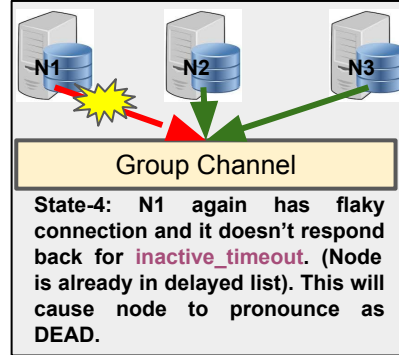 N1 N2 N3
Group Channel
State-4: N1 again has flaky
connection and it doesn't respond
back for inactive_timeout. (Node
is already in delayed list). This will
cause node to pronounce as
DEAD.